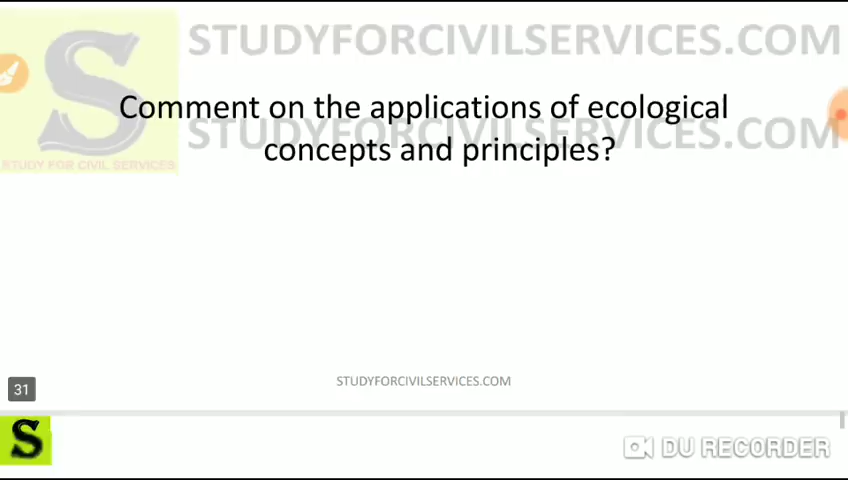 STUDYFORCIVILSERVICES.COM
Comment on the applications of ecological
STUDYFORCIVILSERVICES.COM
concepts and principles?
S
STUDY FOR CIVIL SERVICES
STUDYFORCIVILSERVICES.COM
31
S
DU RECORDER